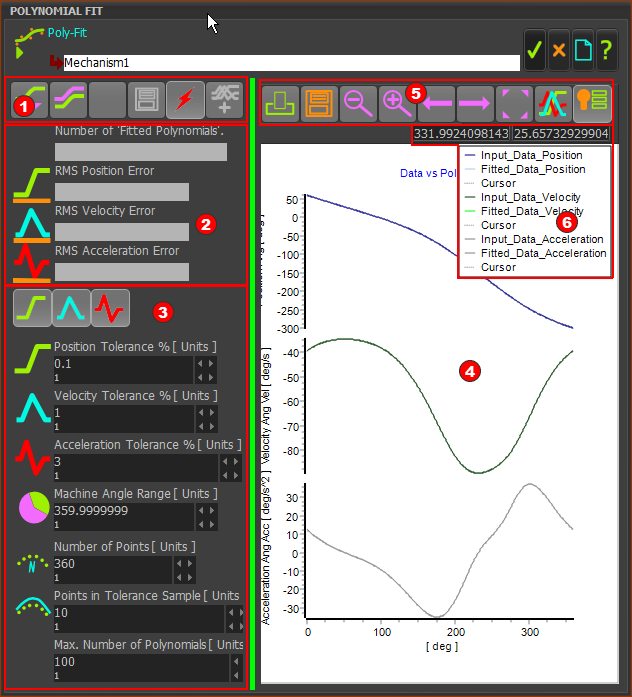 POLYNOMIAL FIT
Poly-Fit
Mechanism1
1
5
331.9924098143
25.65732929904
Number of 'Fitted Polynomials'.
RMS Position Error
RMS Velocity Error
RMS Acceleration Error
2
3
Position Tolerance % [ Units ]
0.1
1
Velocity Tolerance % [ Units ]
1
1
Acceleration Tolerance % [ Units ]
3
1
Machine Angle Range [ Units ]
359.9999999
1
Number of Points [ Units ]
N
360
1
Points in Tolerance Sample [ Units
10
1
Max. Number of Polynomials [ Units
100
1
Data vs Pol
Input_Data_Position
Fitted_Data_Position
Cursor
Input_Data_Velocity
Fitted_Data_Velocity
Cursor
Input_Data_Acceleration
Fitted_Data_Acceleration
Cursor
6
50
0
-50
-100
-150
-200
-250
-300
Velocity Ang Vel [ deg/s ]
-40
-50
-60
-70
-80
4
Acceleration Ang Acc [ deg/s^2 ]
30
20
10
0
-10
-20
-30
0
100
200
300
[ deg ]